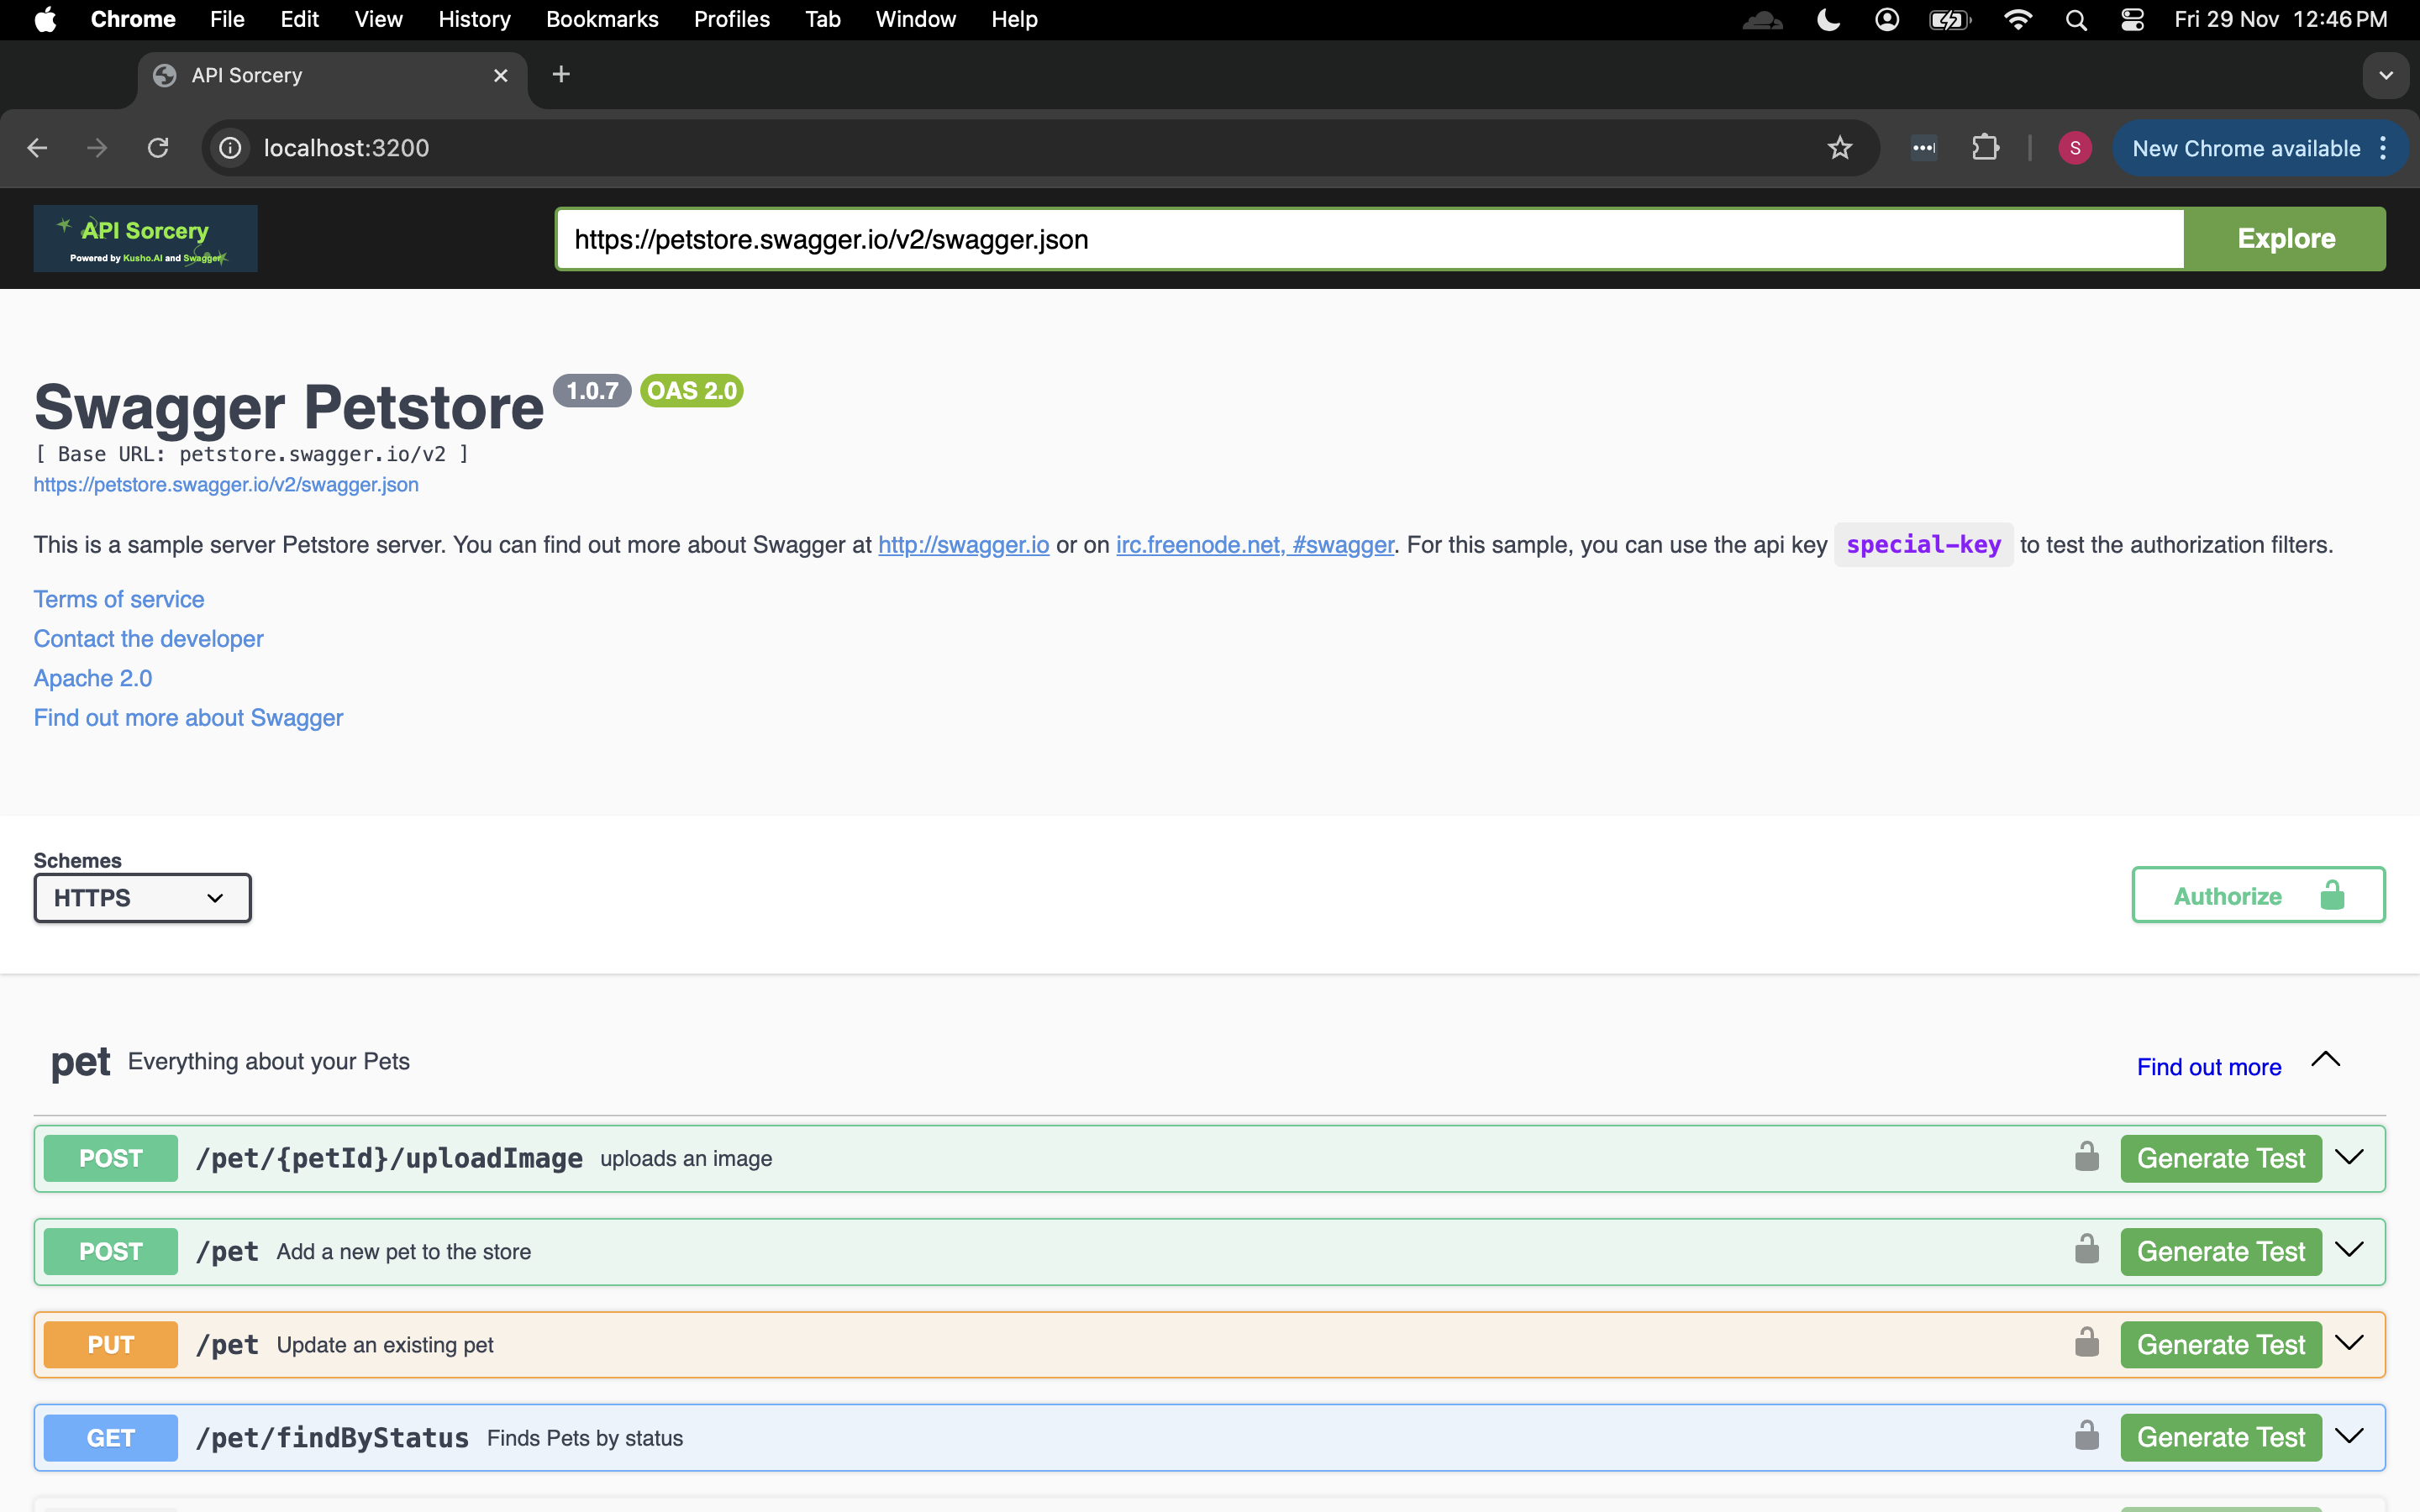 Chrome File Edit View History Bookmarks Profiles Tab Window Help Fri 29 Nov 12:46 PM
API Sorcery
localhost:3200 S New Chrome available
API Sorcery
Powered by Kusho.AI and Swagger
https://petstore.swagger.io/v2/swagger.json Explore
Swagger Petstore 1.0.7 OAS 2.0
[ Base URL: petstore.swagger.io/v2 ]
https://petstore.swagger.io/v2/swagger.json
This is a sample server Petstore server. You can find out more about Swagger at http://swagger.io or on irc.freenode.net, #swagger. For this sample, you can use the api key special-key to test the authorization filters.
Terms of service
Contact the developer
Apache 2.0
Find out more about Swagger
Schemes
HTTPS Authorize
pet Everything about your Pets Find out more
POST /pet/{petId}/uploadImage uploads an image Generate Test
POST /pet Add a new pet to the store Generate Test
PUT /pet Update an existing pet Generate Test
GET /pet/findByStatus Finds Pets by status Generate Test